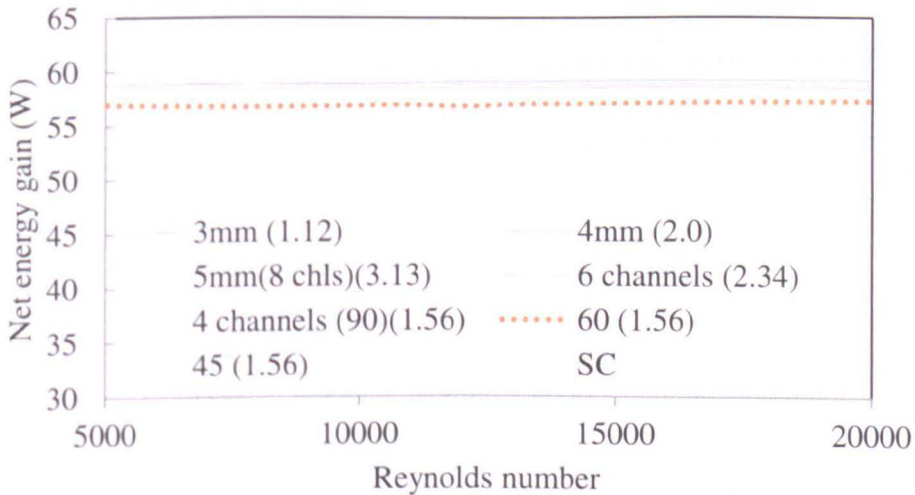 65
60
55
50
45
40
35
30
Net energy gain (W)
3mm (1.12)
4mm (2.0)
5mm(8 chls)(3.13)
6 channels (2.34)
4 channels (90)(1.56)
60 (1.56)
45 (1.56)
SC
5000
10000
15000
20000
Reynolds number